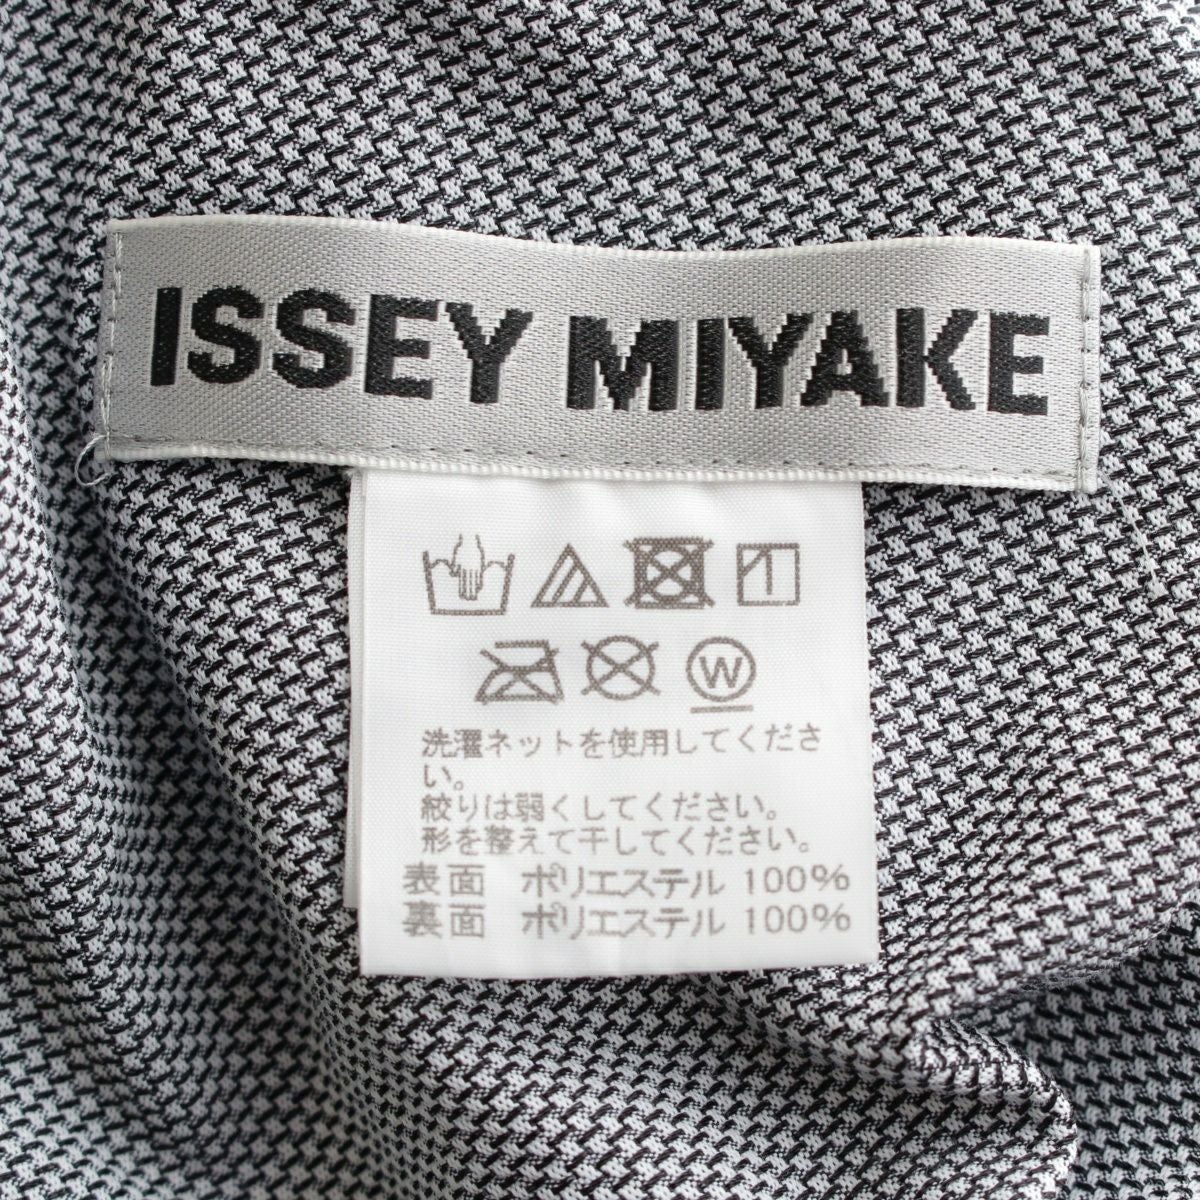 ISSEY MIYAKE
W
洗濯ネットを使用してくださ
い。
絞りは弱くしてください。
形を整えて干してください。
表面 ポリエステル 100%
裏面 ポリエステル 100%